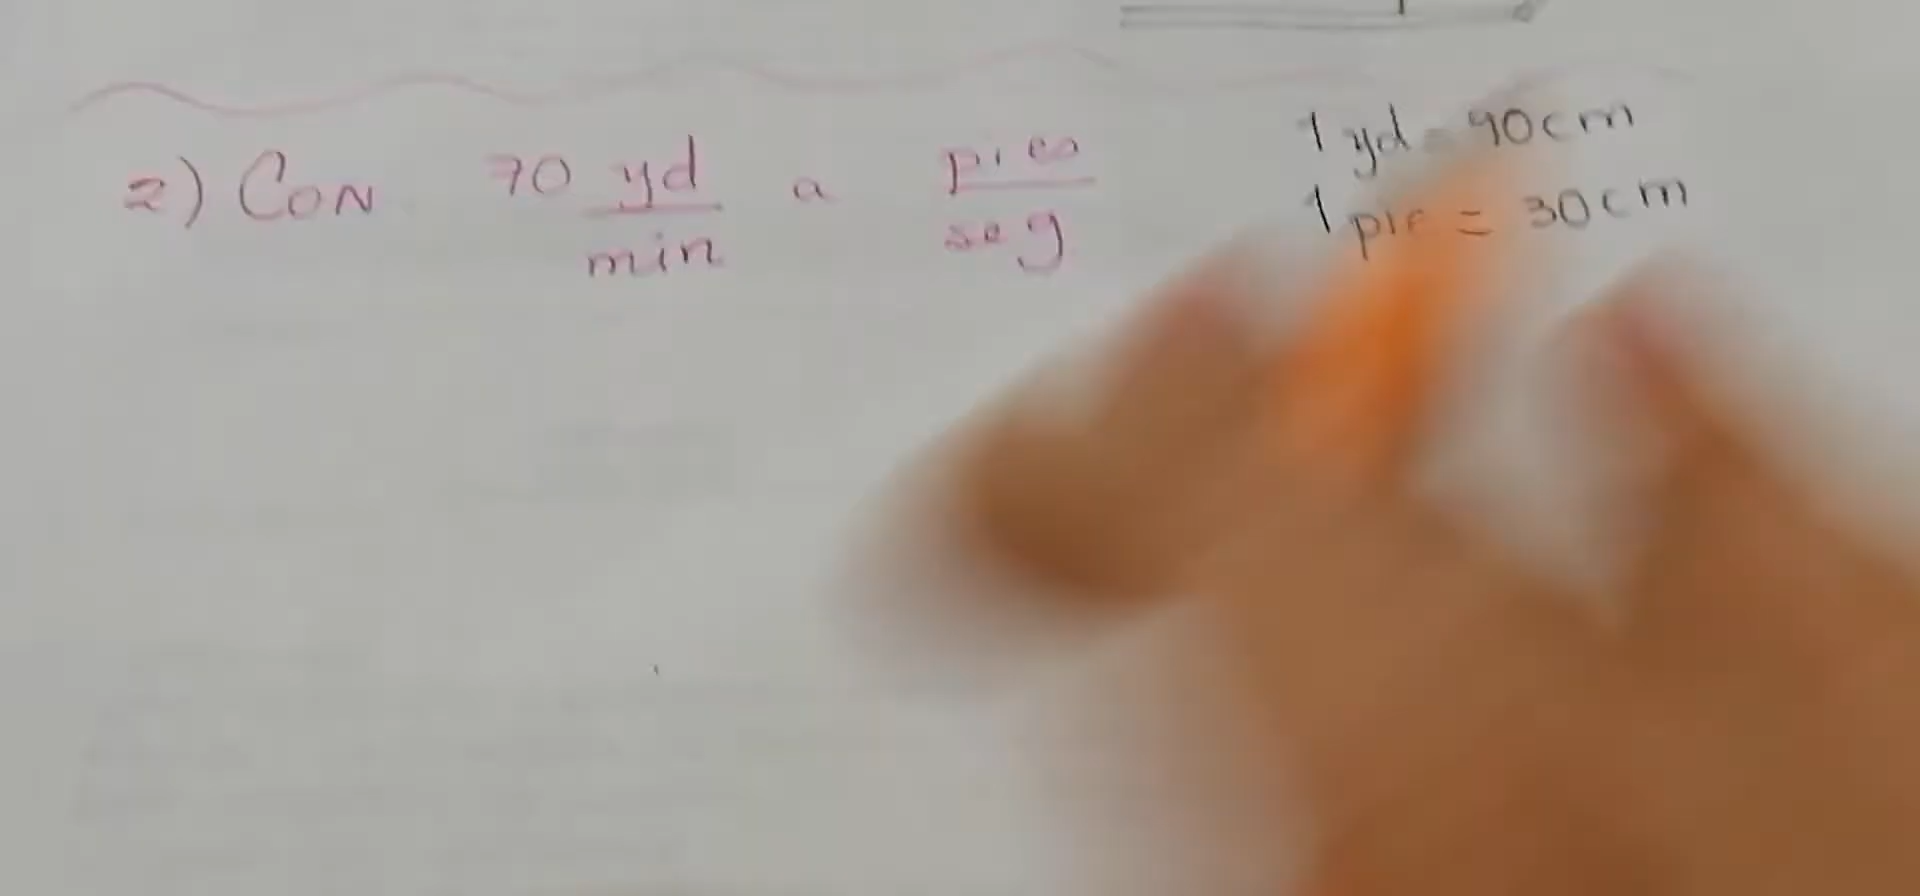 2) CON 70 yd/min a pies/seg
1 yd = 90cm
1 pie = 30cm